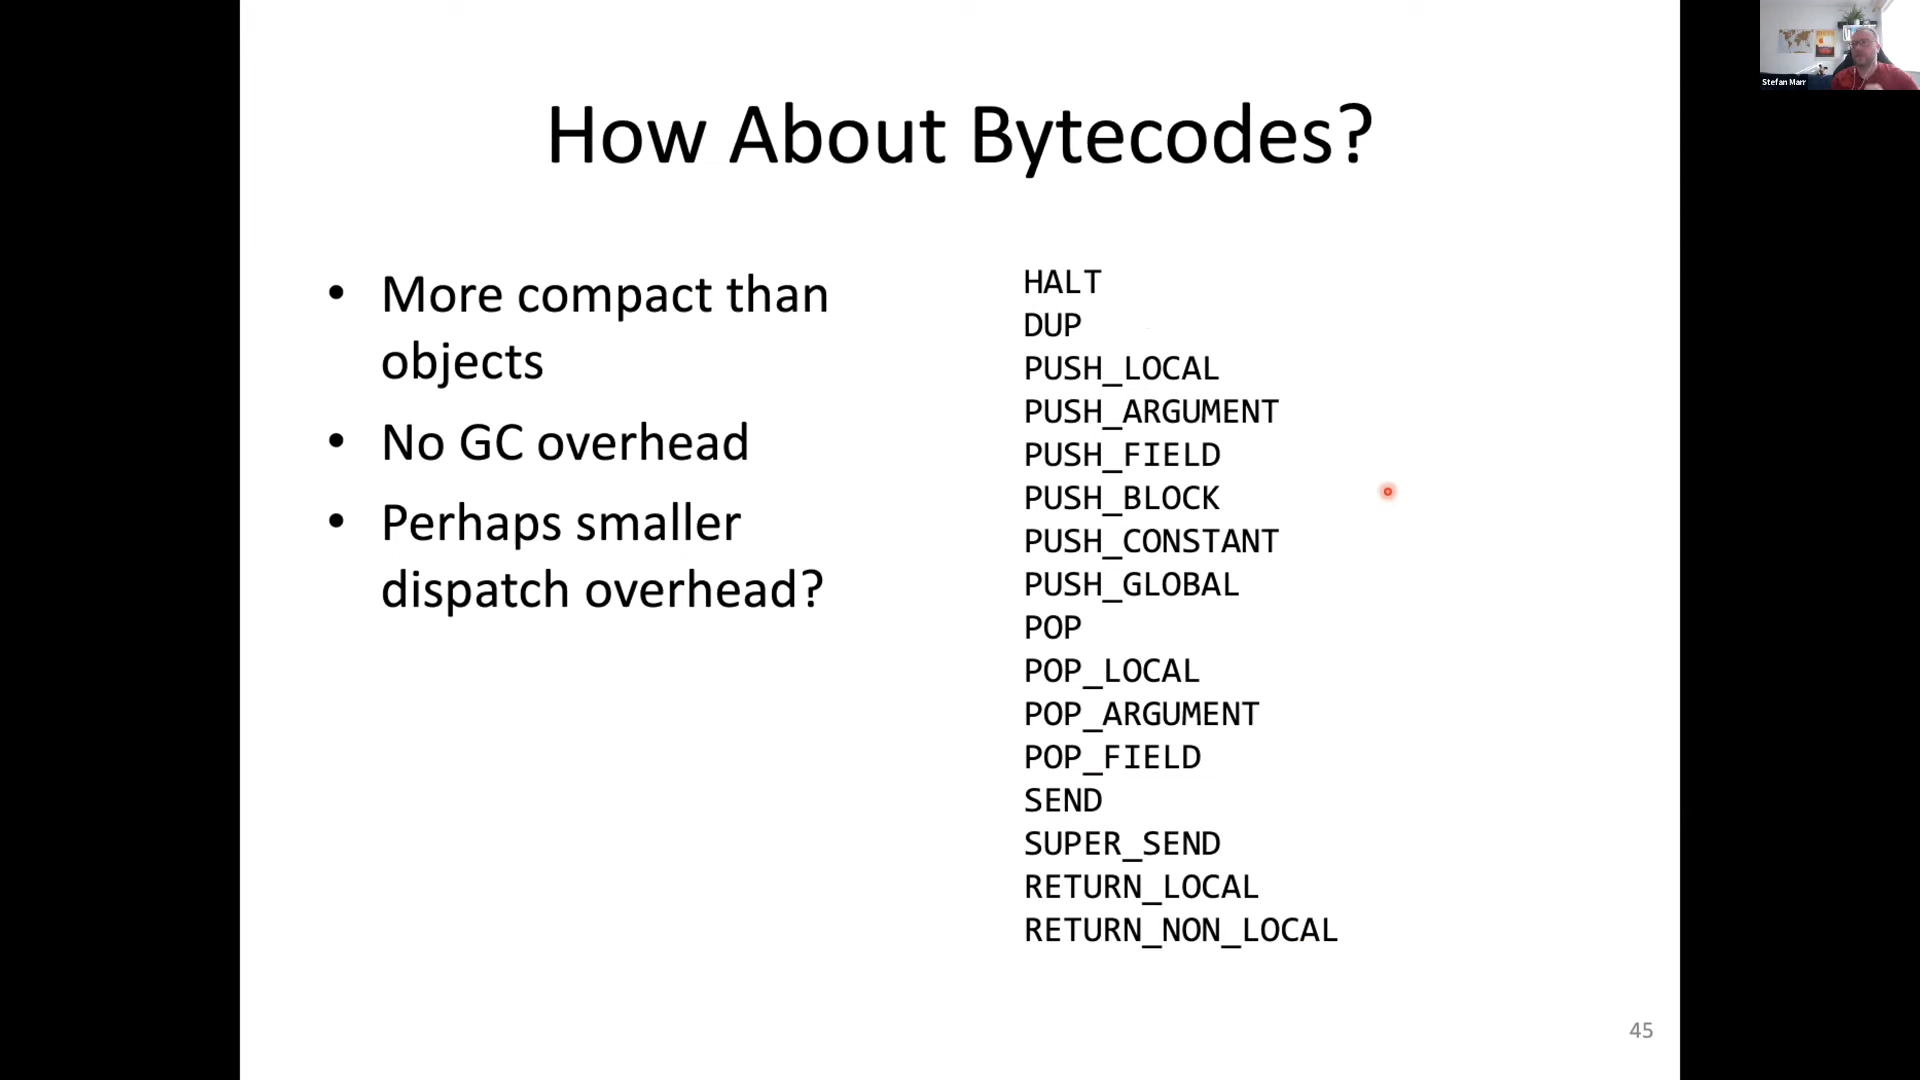 How About Bytecodes?
• More compact than
objects
• No GC overhead
• Perhaps smaller
dispatch overhead?
HALT
DUP
PUSH_LOCAL
PUSH_ARGUMENT
PUSH_FIELD
PUSH_BLOCK
PUSH_CONSTANT
PUSH_GLOBAL
POP
POP_LOCAL
POP_ARGUMENT
POP_FIELD
SEND
SUPER_SEND
RETURN_LOCAL
RETURN_NON_LOCAL
45
Stefan Marr